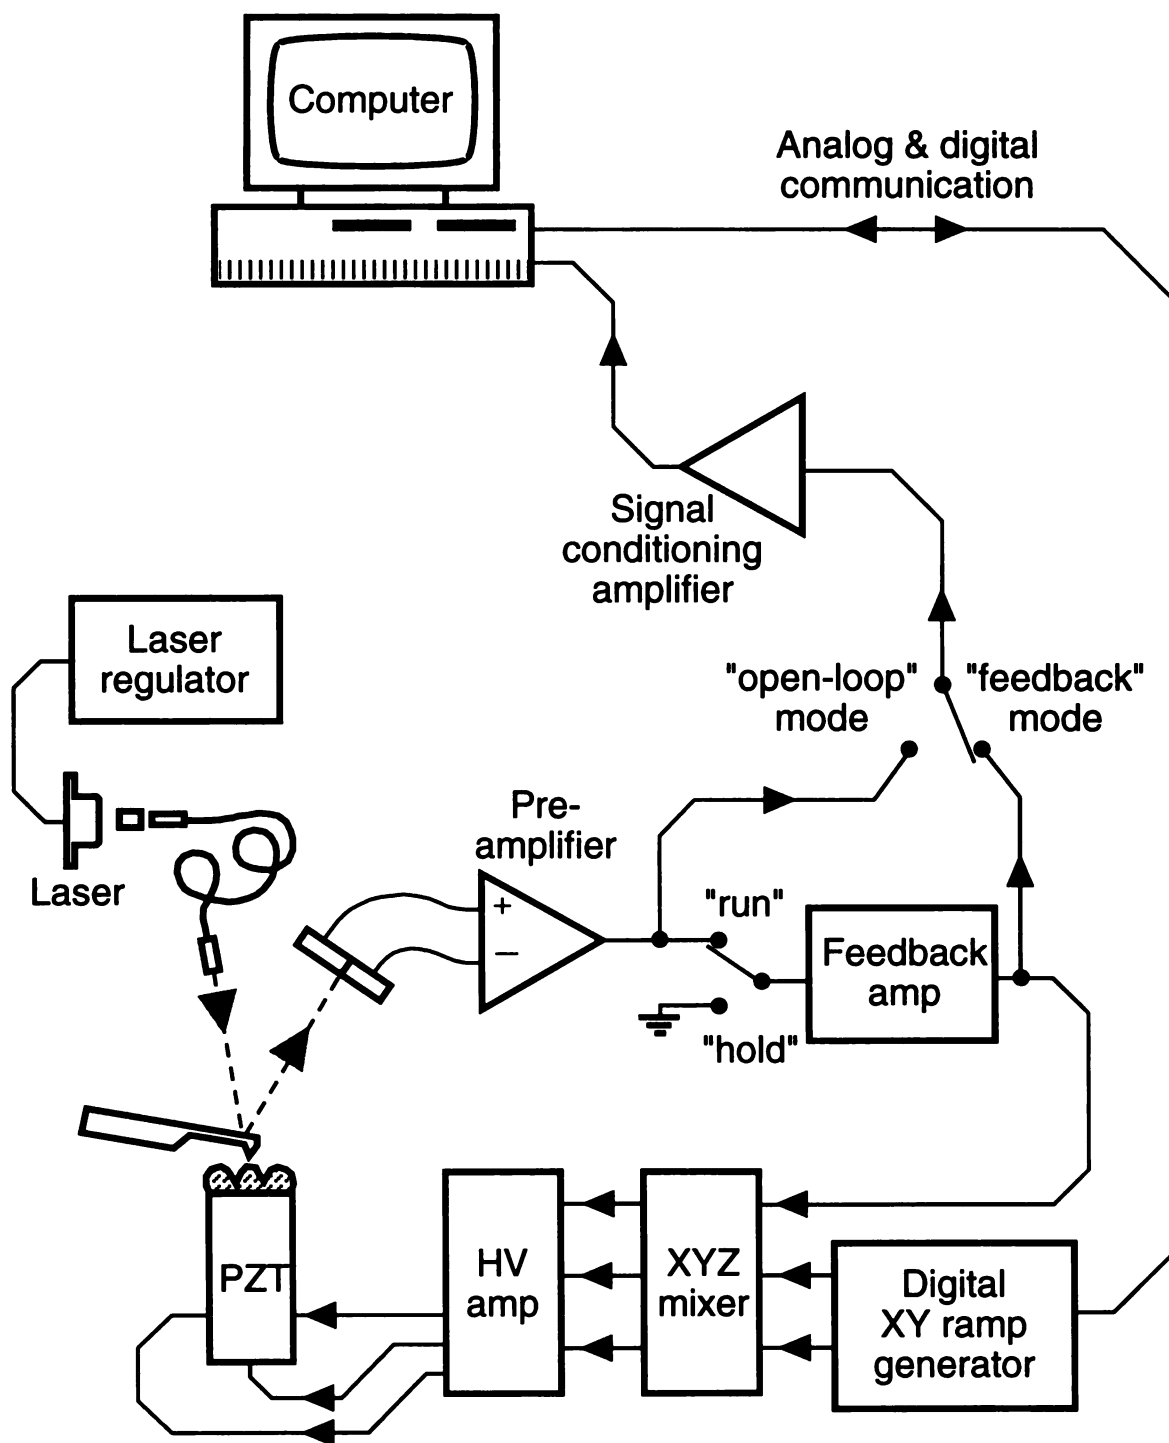 Computer
Analog & digital
communication
Signal
conditioning
amplifier
Laser
regulator
"open-loop"
mode
"feedback"
mode
Pre-
amplifier
Laser
+
−
"run"
"hold"
Feedback
amp
PZT
HV
amp
XYZ
mixer
Digital
XY ramp
generator